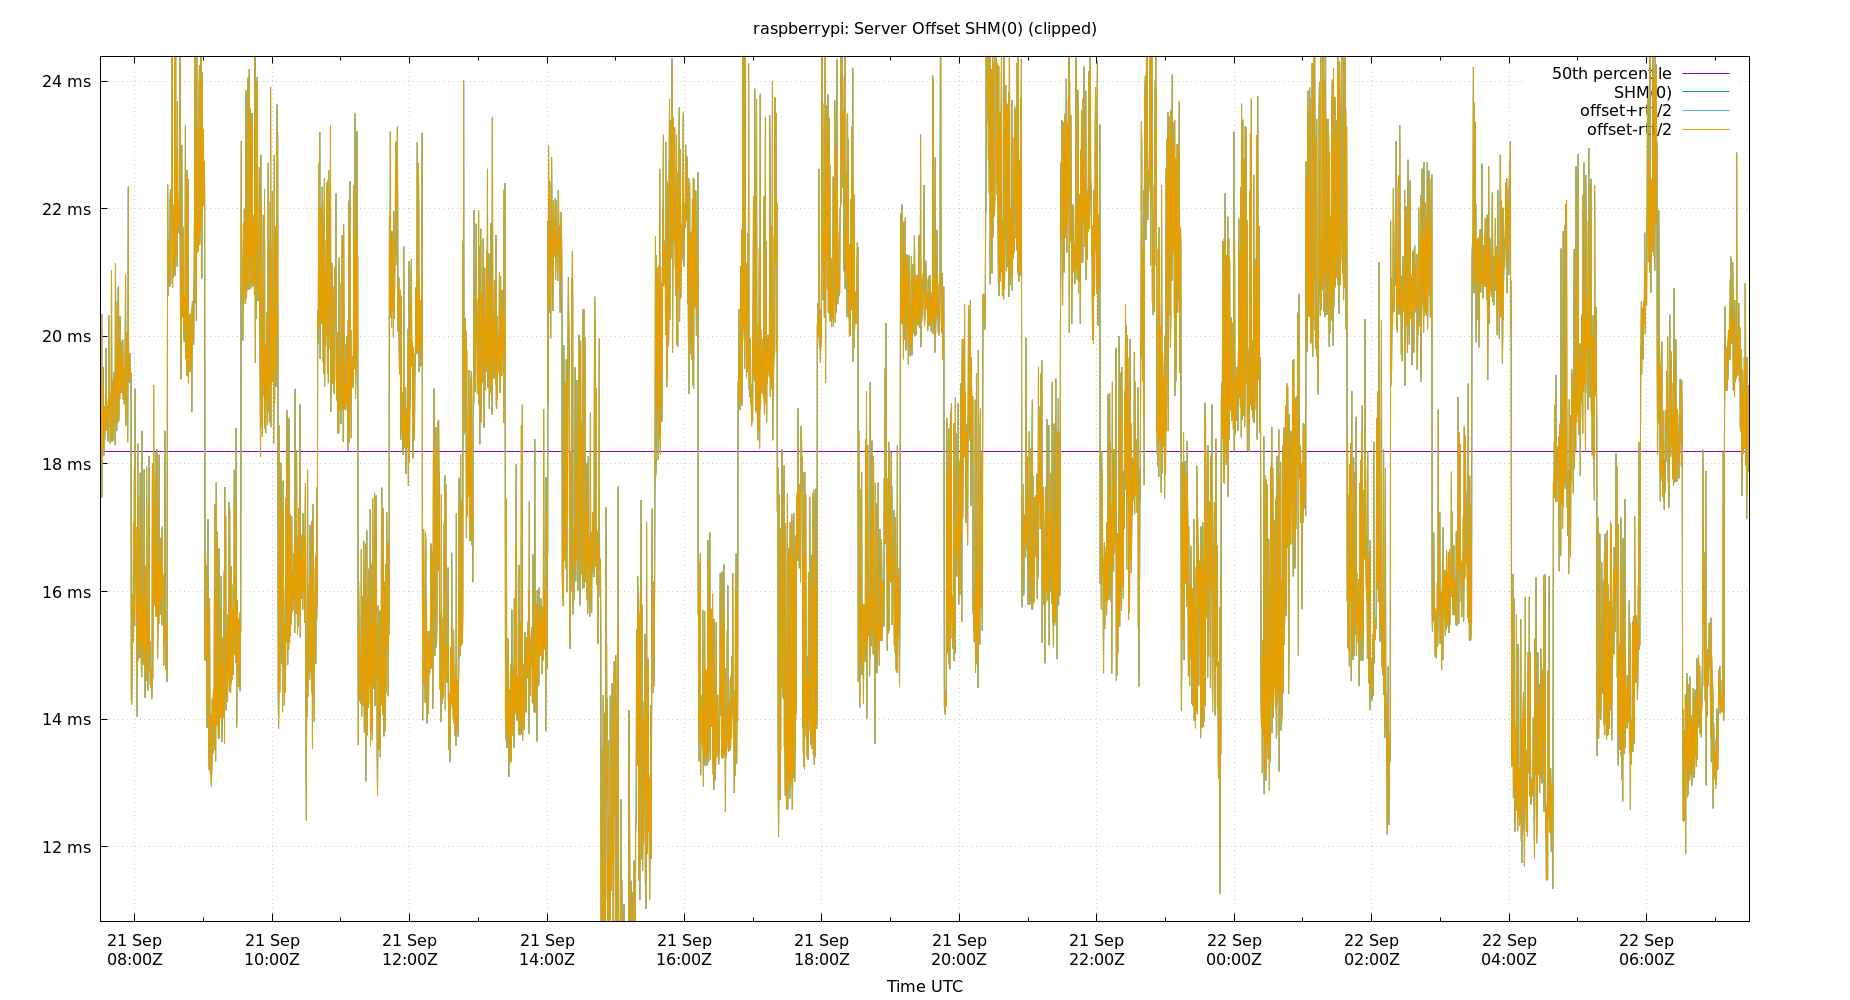 raspberrypi: Server Offset SHM(0) (clipped)
24 ms
22 ms
20 ms
18 ms
16 ms
14 ms
12 ms
50th percentile
SHM(0)
offset+rtt/2
offset-rtt/2
21 Sep 21 Sep 21 Sep 21 Sep 21 Sep 21 Sep 21 Sep 21 Sep 22 Sep 22 Sep 22 Sep 22 Sep
08:00Z 10:00Z 12:00Z 14:00Z 16:00Z 18:00Z 20:00Z 22:00Z 00:00Z 02:00Z 04:00Z 06:00Z
Time UTC